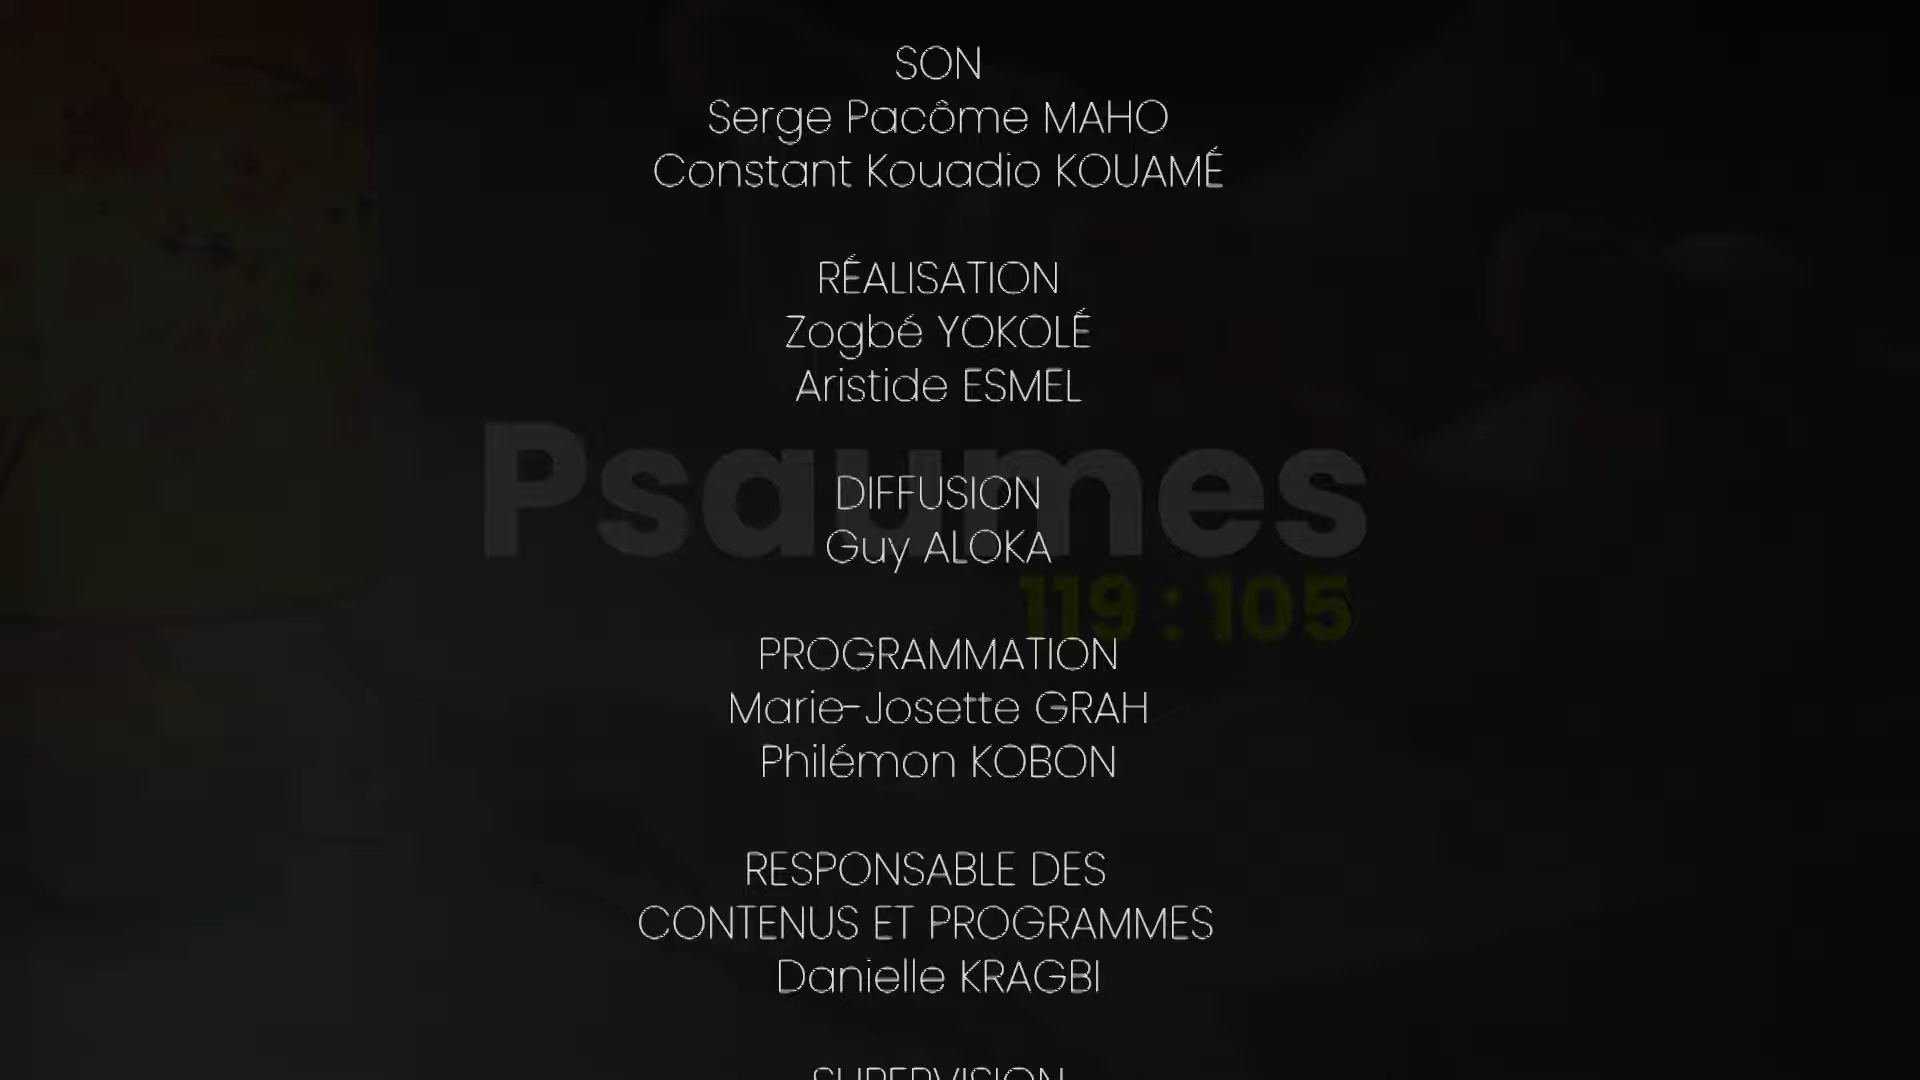 SON
Serge Pacôme MAHO
Constant Kouadio KOUAMÉ
RÉALISATION
Zogbé YOKOLÉ
Aristide ESMEL
Psaumes
119 : 105
DIFFUSION
Guy ALOKA
PROGRAMMATION
Marie-Josette GRAH
Philémon KOBON
RESPONSABLE DES
CONTENUS ET PROGRAMMES
Danielle KRAGBI
SUPERVISION